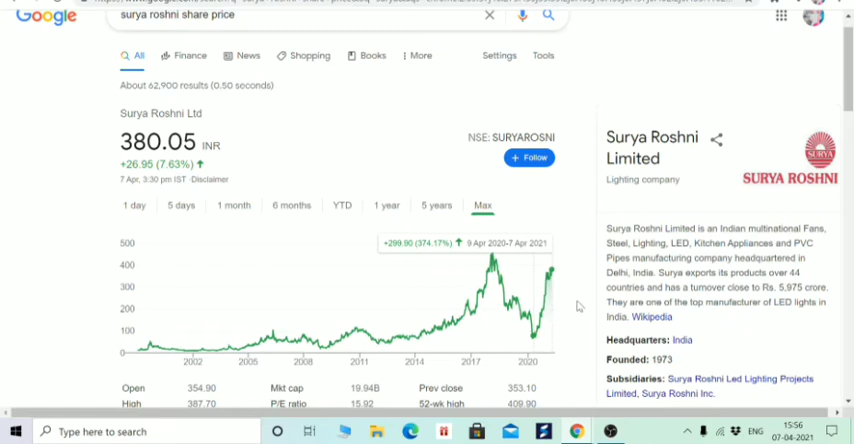 Google
surya roshni share price
All Finance News Shopping Books More Settings Tools
About 62,900 results (0.50 seconds)
Surya Roshni Ltd
380.05 INR
+26.95 (7.63%)
7 Apr, 3:30 pm IST · Disclaimer
NSE: SURYAROSNI
+ Follow
1 day 5 days 1 month 6 months YTD 1 year 5 years Max
+299.90 (374.17%) 9 Apr 2020-7 Apr 2021
500
400
300
200
100
0
2002 2005 2008 2011 2014 2017 2020
Open 354.90 Mkt cap 19.94B Prev close 353.10
High 387.70 P/E ratio 15.92 52-wk high 409.90
Surya Roshni
Limited
Lighting company
SURYA
SURYA ROSHNI
Surya Roshni Limited is an Indian multinational Fans,
Steel, Lighting, LED, Kitchen Appliances and PVC
Pipes manufacturing company headquartered in
Delhi, India. Surya exports its products over 44
countries and has a turnover close to Rs. 5,975 crore.
They are one of the top manufacturer of LED lights in
India. Wikipedia
Headquarters: India
Founded: 1973
Subsidiaries: Surya Roshni Led Lighting Projects
Limited, Surya Roshni Inc.
Type here to search
ENG
15:56
07-04-2021